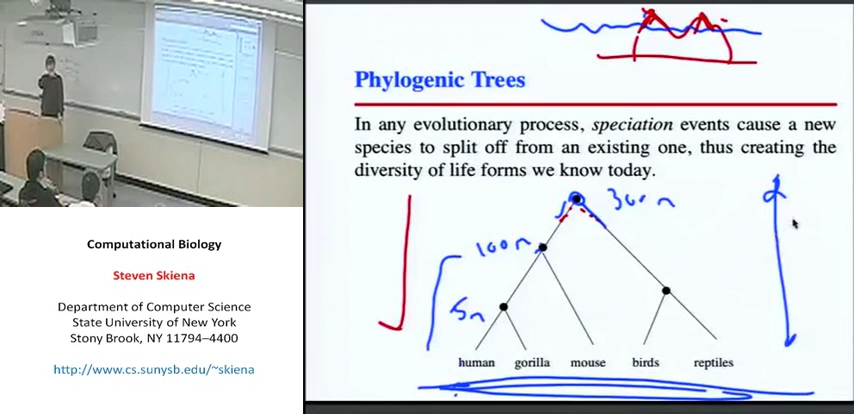 Computational Biology
Steven Skiena
Department of Computer Science
State University of New York
Stony Brook, NY 11794–4400
http://www.cs.sunysb.edu/~skiena
Phylogenic Trees
In any evolutionary process, speciation events cause a new
species to split off from an existing one, thus creating the
diversity of life forms we know today.
300m
100m
5m
human gorilla mouse birds reptiles